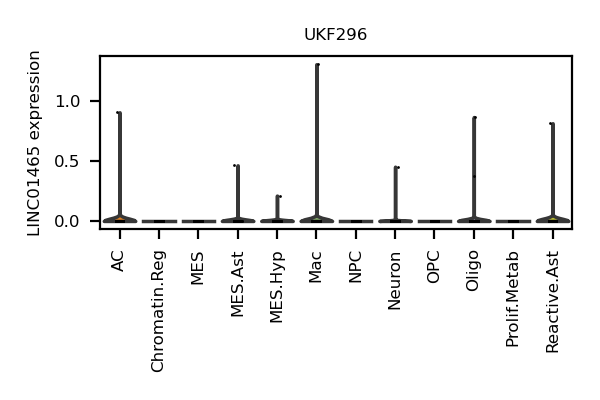 UKF296
LINC01465 expression
1.0
0.5
0.0
AC
Chromatin.Reg
MES
MES.Ast
MES.Hyp
Mac
NPC
Neuron
OPC
Oligo
Prolif.Metab
Reactive.Ast